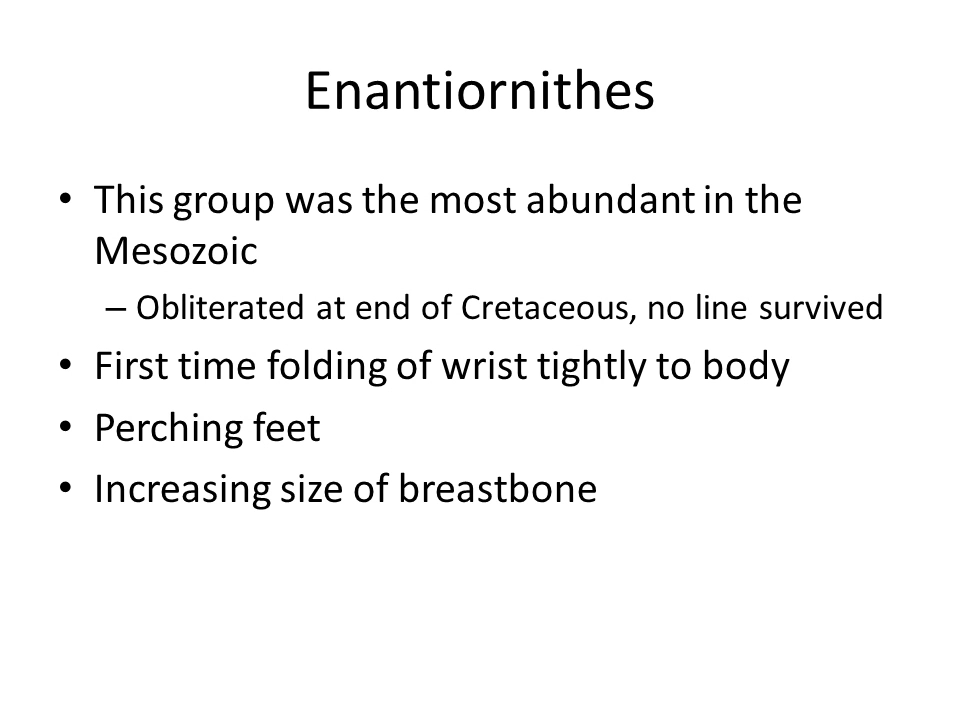 Enantiornithes
• This group was the most abundant in the
Mesozoic
– Obliterated at end of Cretaceous, no line survived
• First time folding of wrist tightly to body
• Perching feet
• Increasing size of breastbone